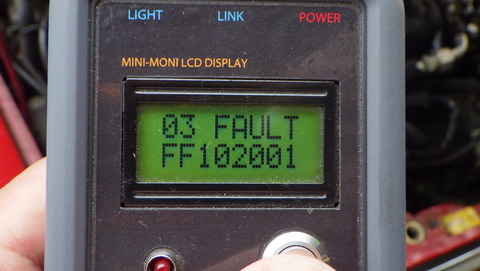 LIGHT LINK POWER
MINI-MONI LCD DISPLAY
03 FAULT
FF102001